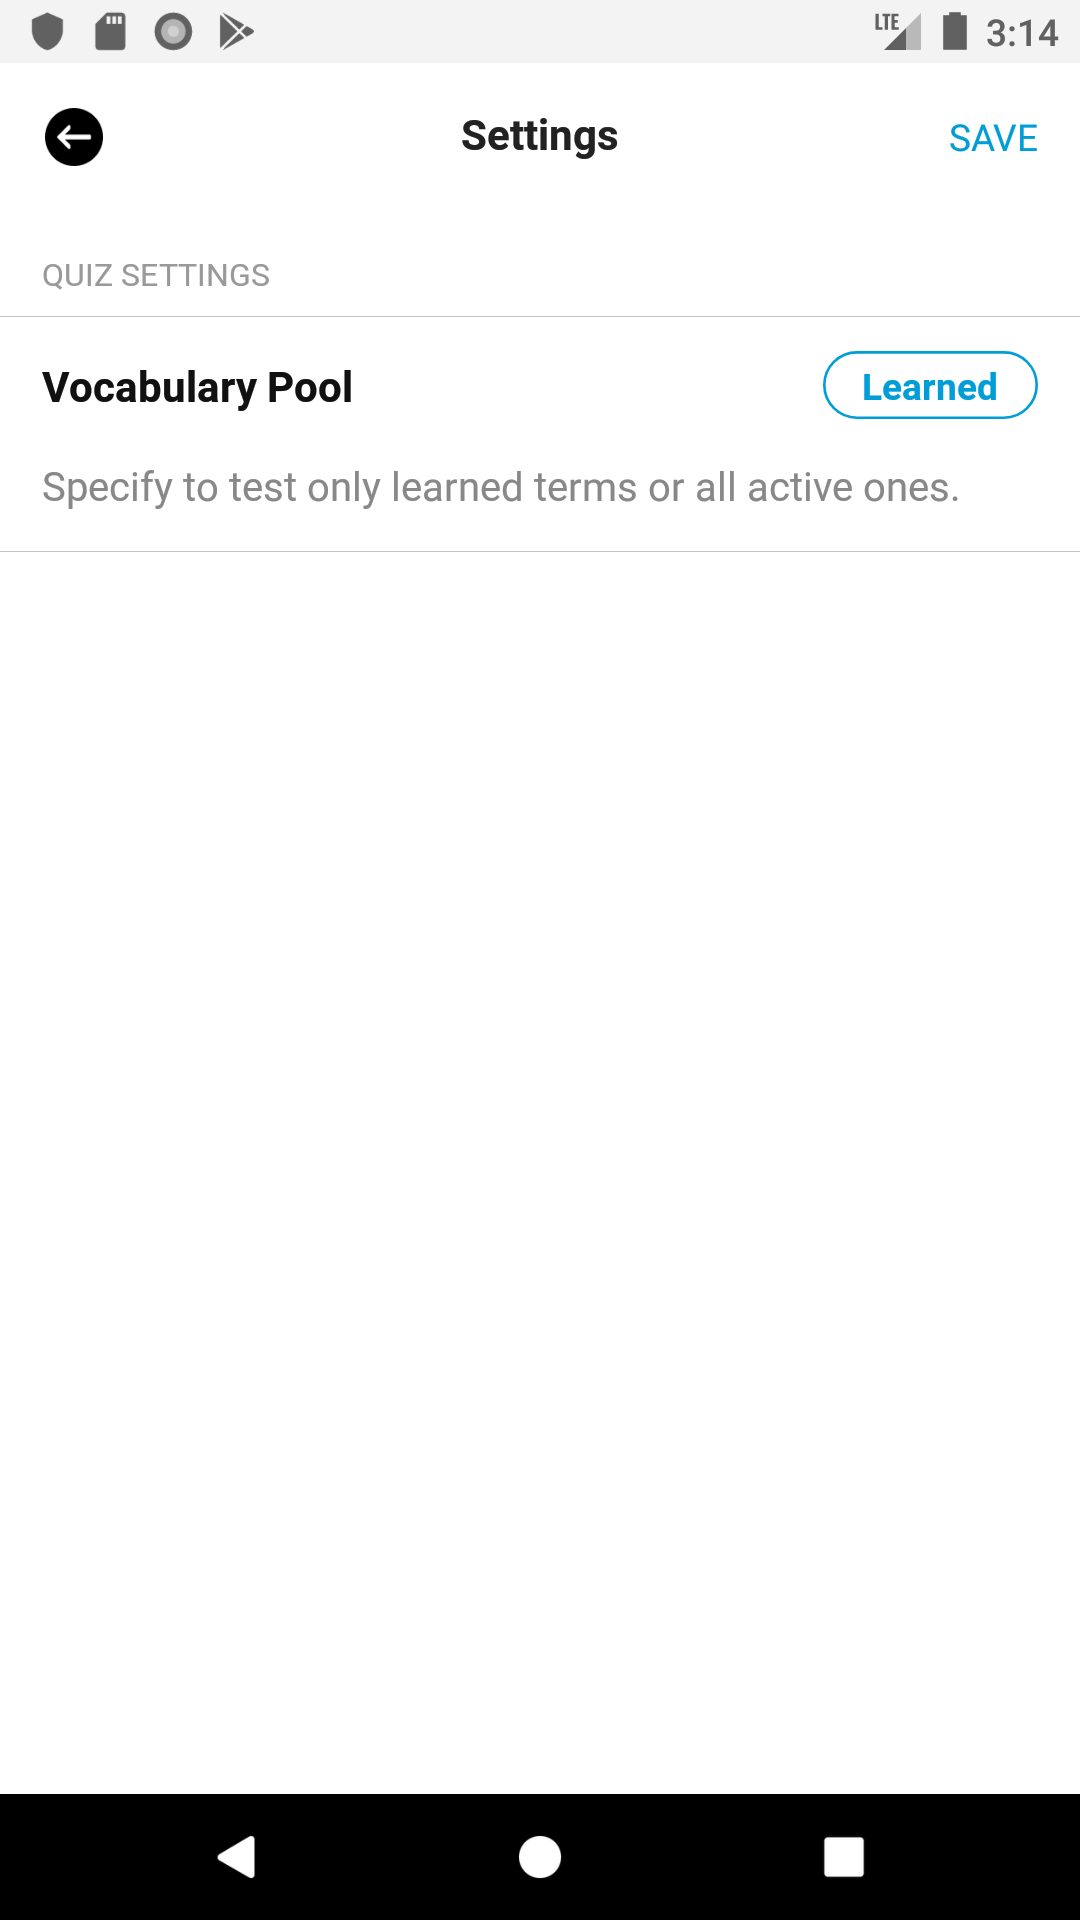 LTE 3:14
Settings
SAVE
QUIZ SETTINGS
Vocabulary Pool
Learned
Specify to test only learned terms or all active ones.